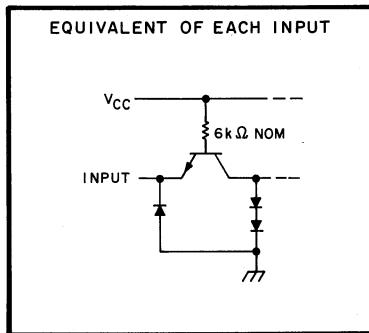 EQUIVALENT OF EACH INPUT
VCC
6kΩ NOM
INPUT